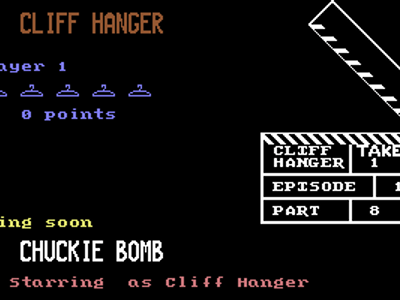 CLIFF HANGER
ayer 1
0 points
CLIFF HANGER
TAKE 1
EPISODE 1
PART 8
ing soon
CHUCKIE BOMB
Starring as Cliff Hanger